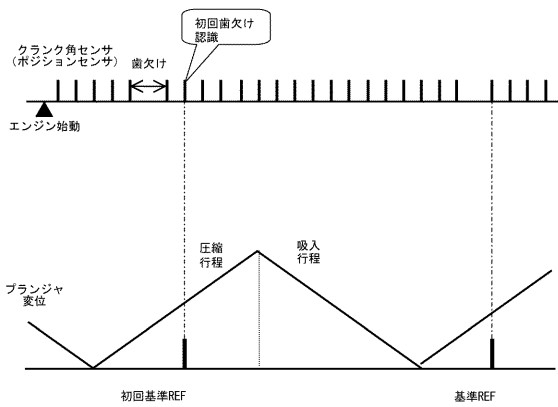 初回歯欠け
認識
クランク角センサ
(ポジションセンサ)
歯欠け
エンジン始動
圧縮
行程
吸入
行程
プランジャ
変位
初回基準REF
基準REF